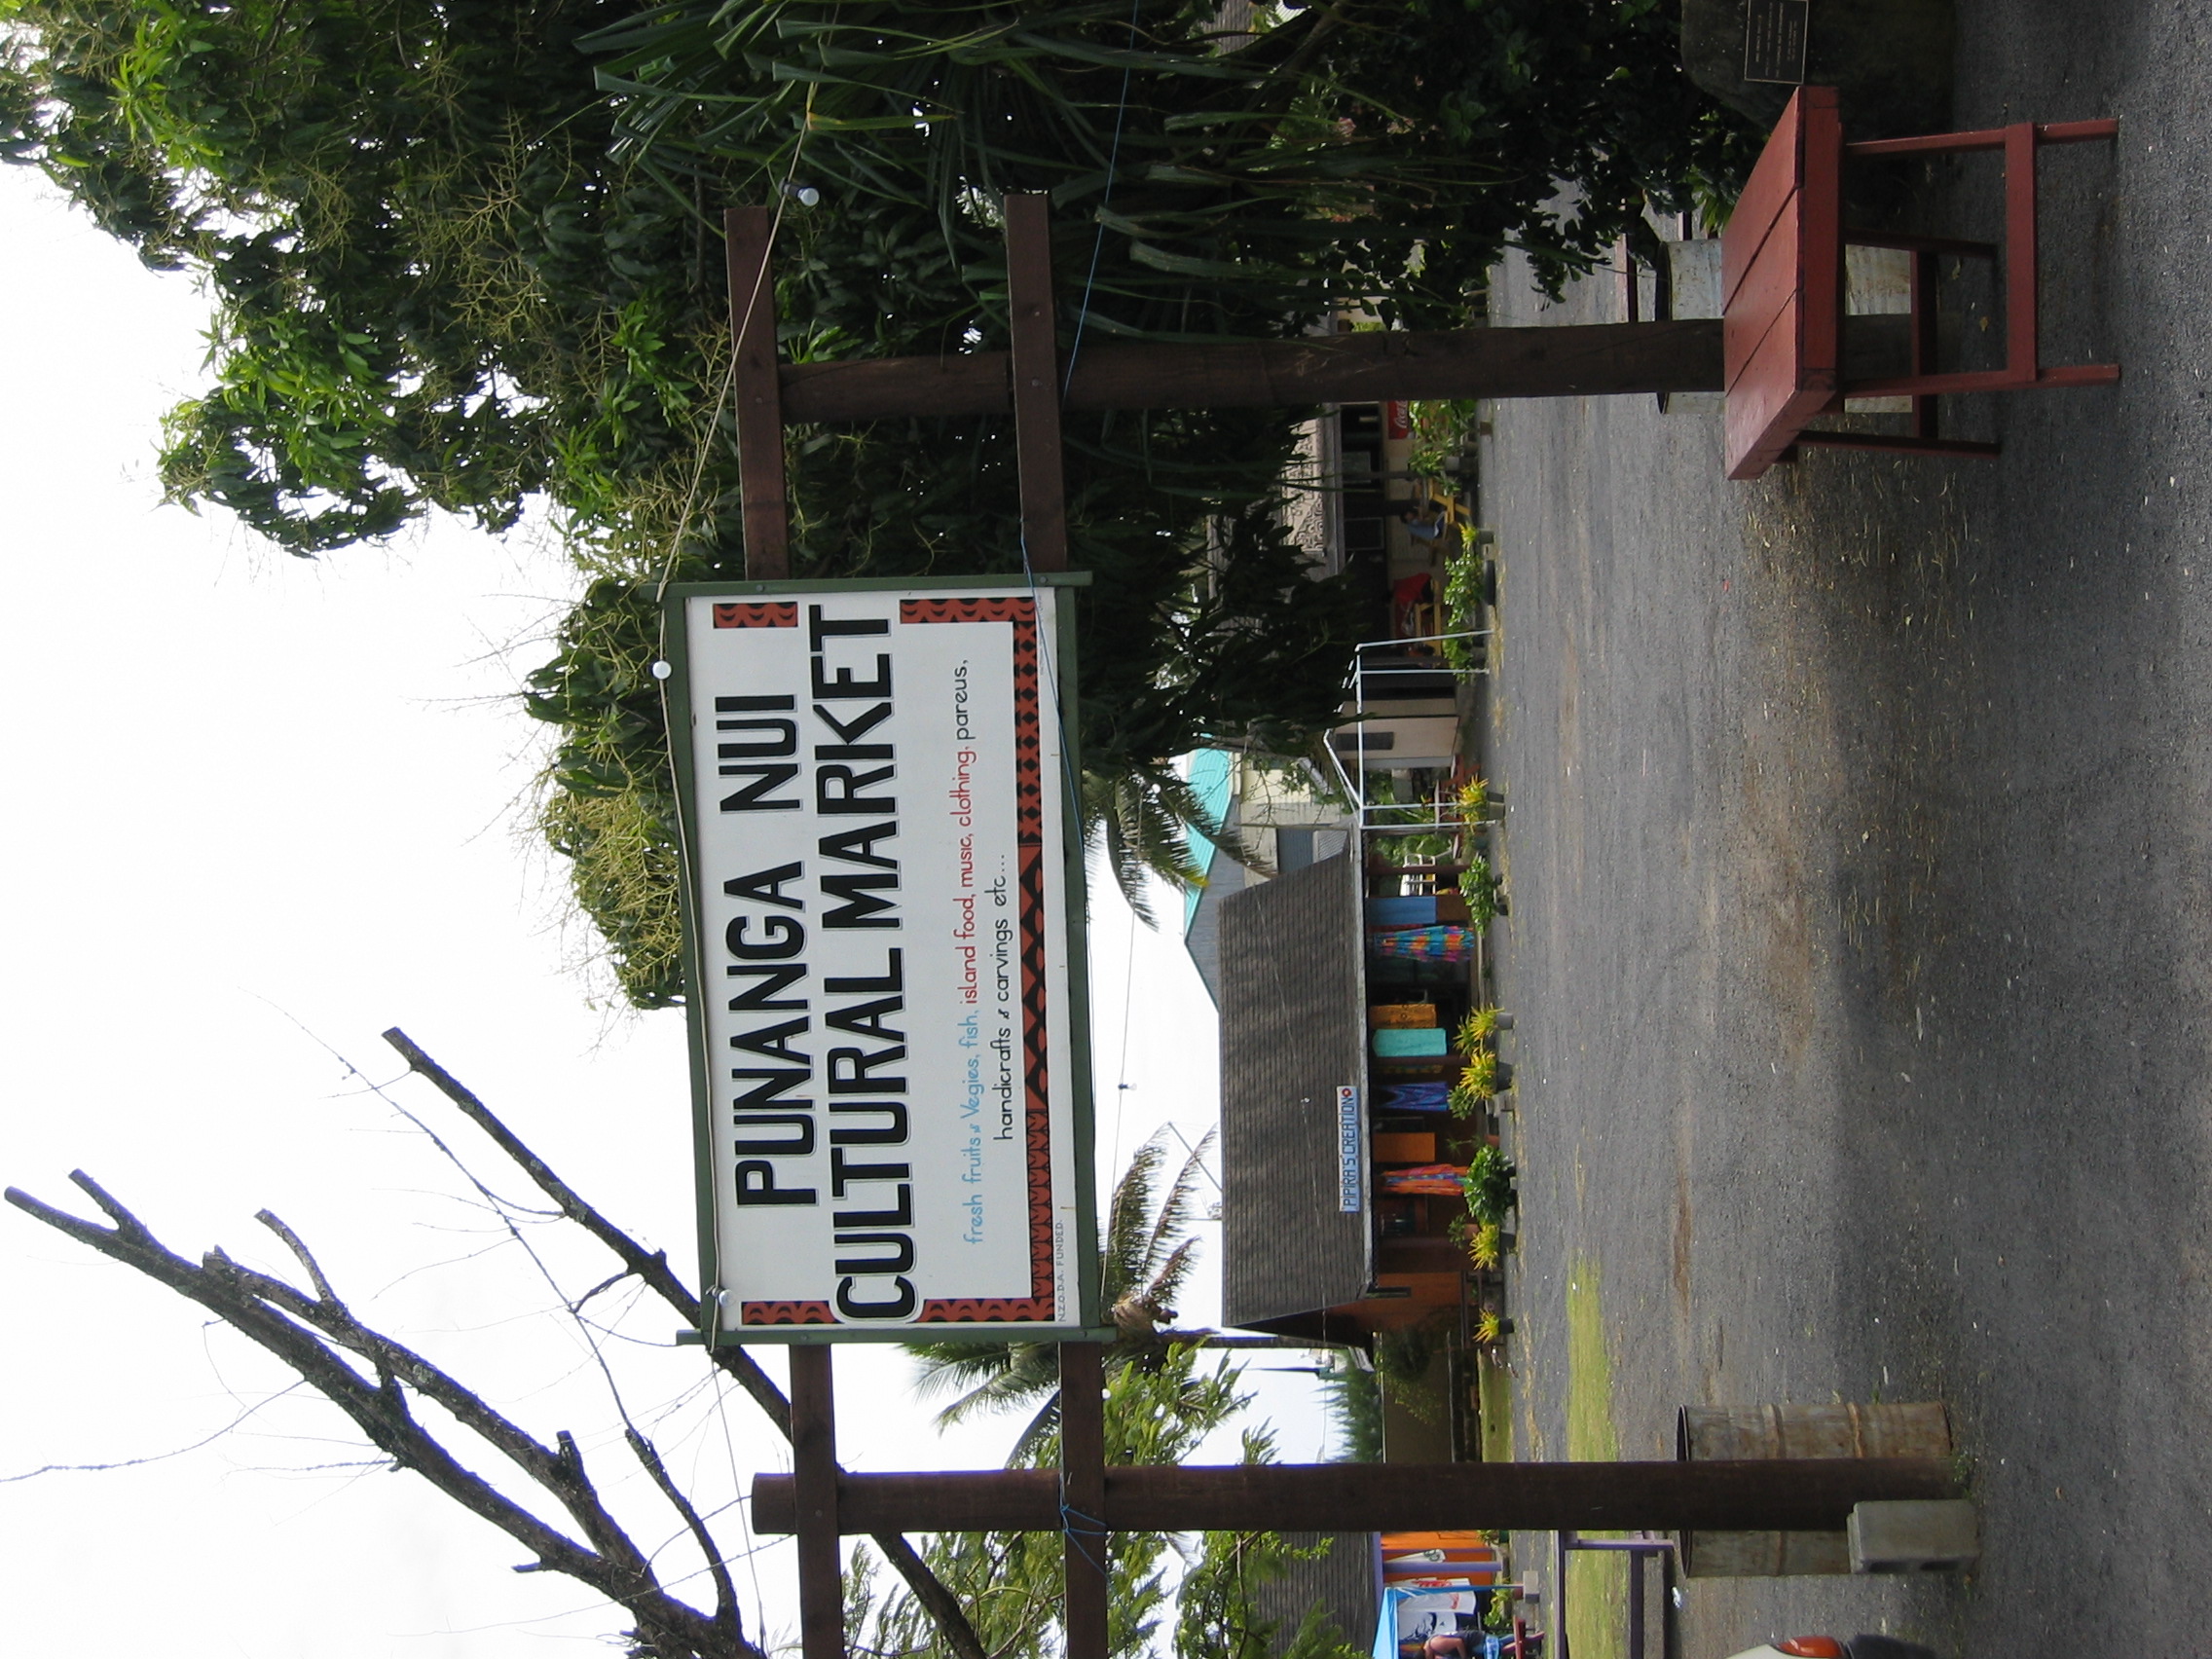 PUNANGA NUI
CULTURAL MARKET
fresh fruits & Vegies, fish, island food, music, clothing, pareus,
handicrafts & carvings etc...
N.Z.O.D.A. FUNDED.
PIPIRA'S CREATION
Coca